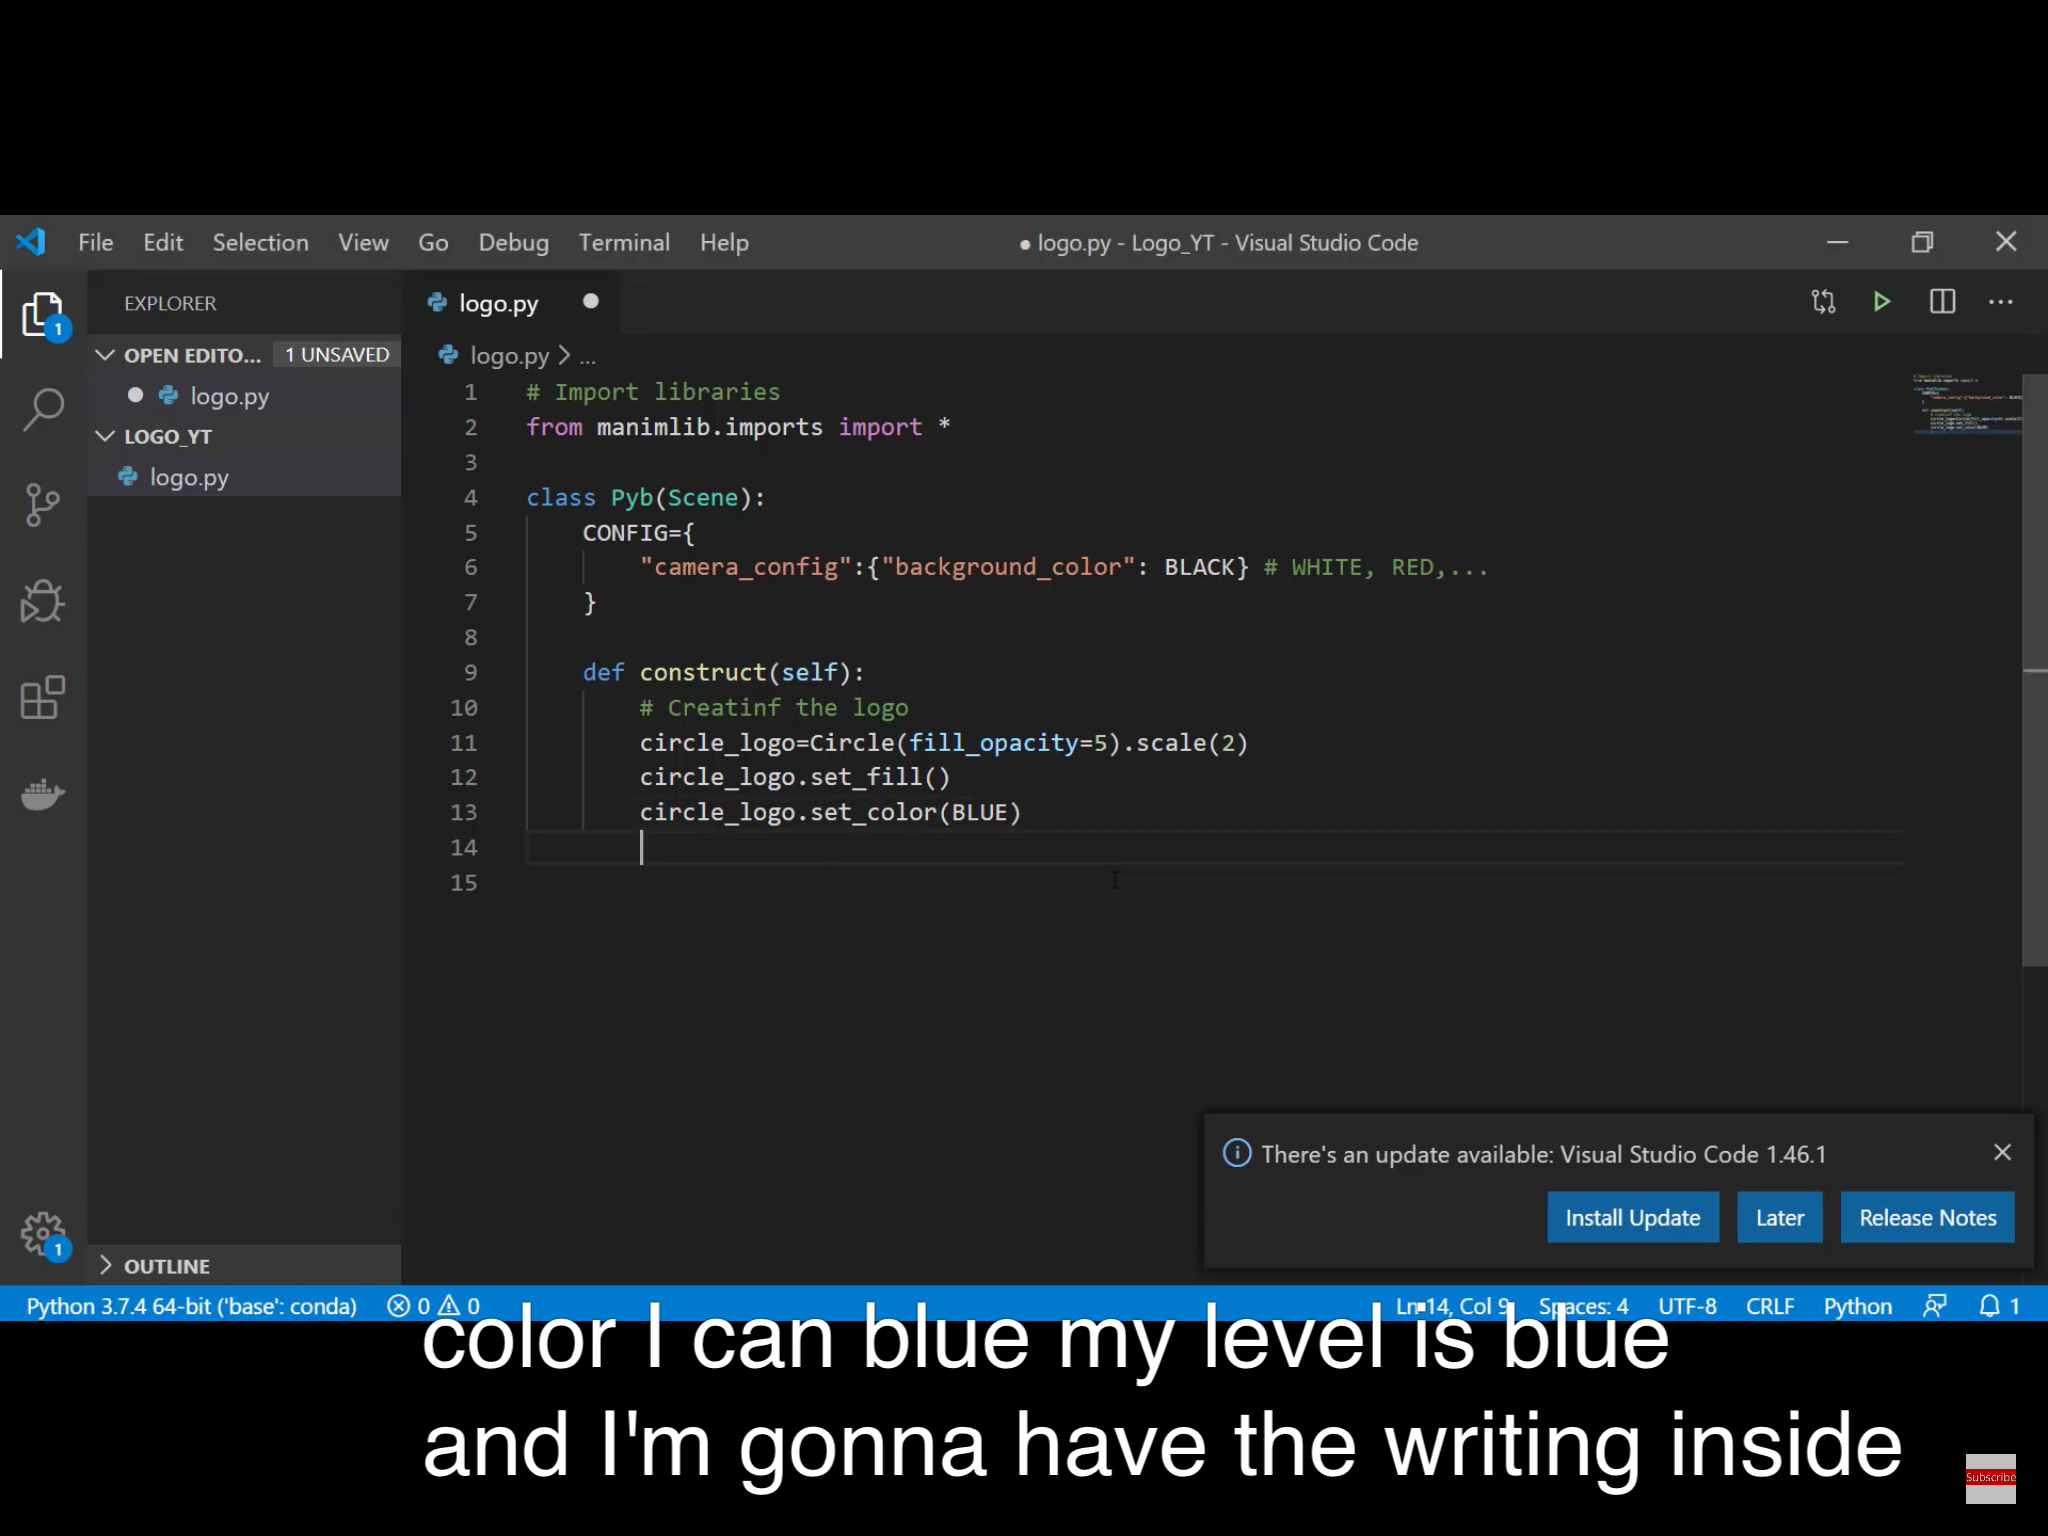 File Edit Selection View Go Debug Terminal Help ● logo.py - Logo_YT - Visual Studio Code
EXPLORER
logo.py
1
OPEN EDITO... 1 UNSAVED
logo.py
LOGO_YT
logo.py
logo.py > ...
1 # Import libraries
2 from manimlib.imports import *
3
4 class Pyb(Scene):
5 CONFIG={
6 "camera_config":{"background_color": BLACK} # WHITE, RED,...
7 }
8
9 def construct(self):
10 # Creatinf the logo
11 circle_logo=Circle(fill_opacity=5).scale(2)
12 circle_logo.set_fill()
13 circle_logo.set_color(BLUE)
14
15
There's an update available: Visual Studio Code 1.46.1
Install Update Later Release Notes
1
OUTLINE
Python 3.7.4 64-bit ('base': conda) 0 0 Ln 14, Col 9 Spaces: 4 UTF-8 CRLF Python 1
color I can blue my level is blue
and I'm gonna have the writing inside
Subscribe